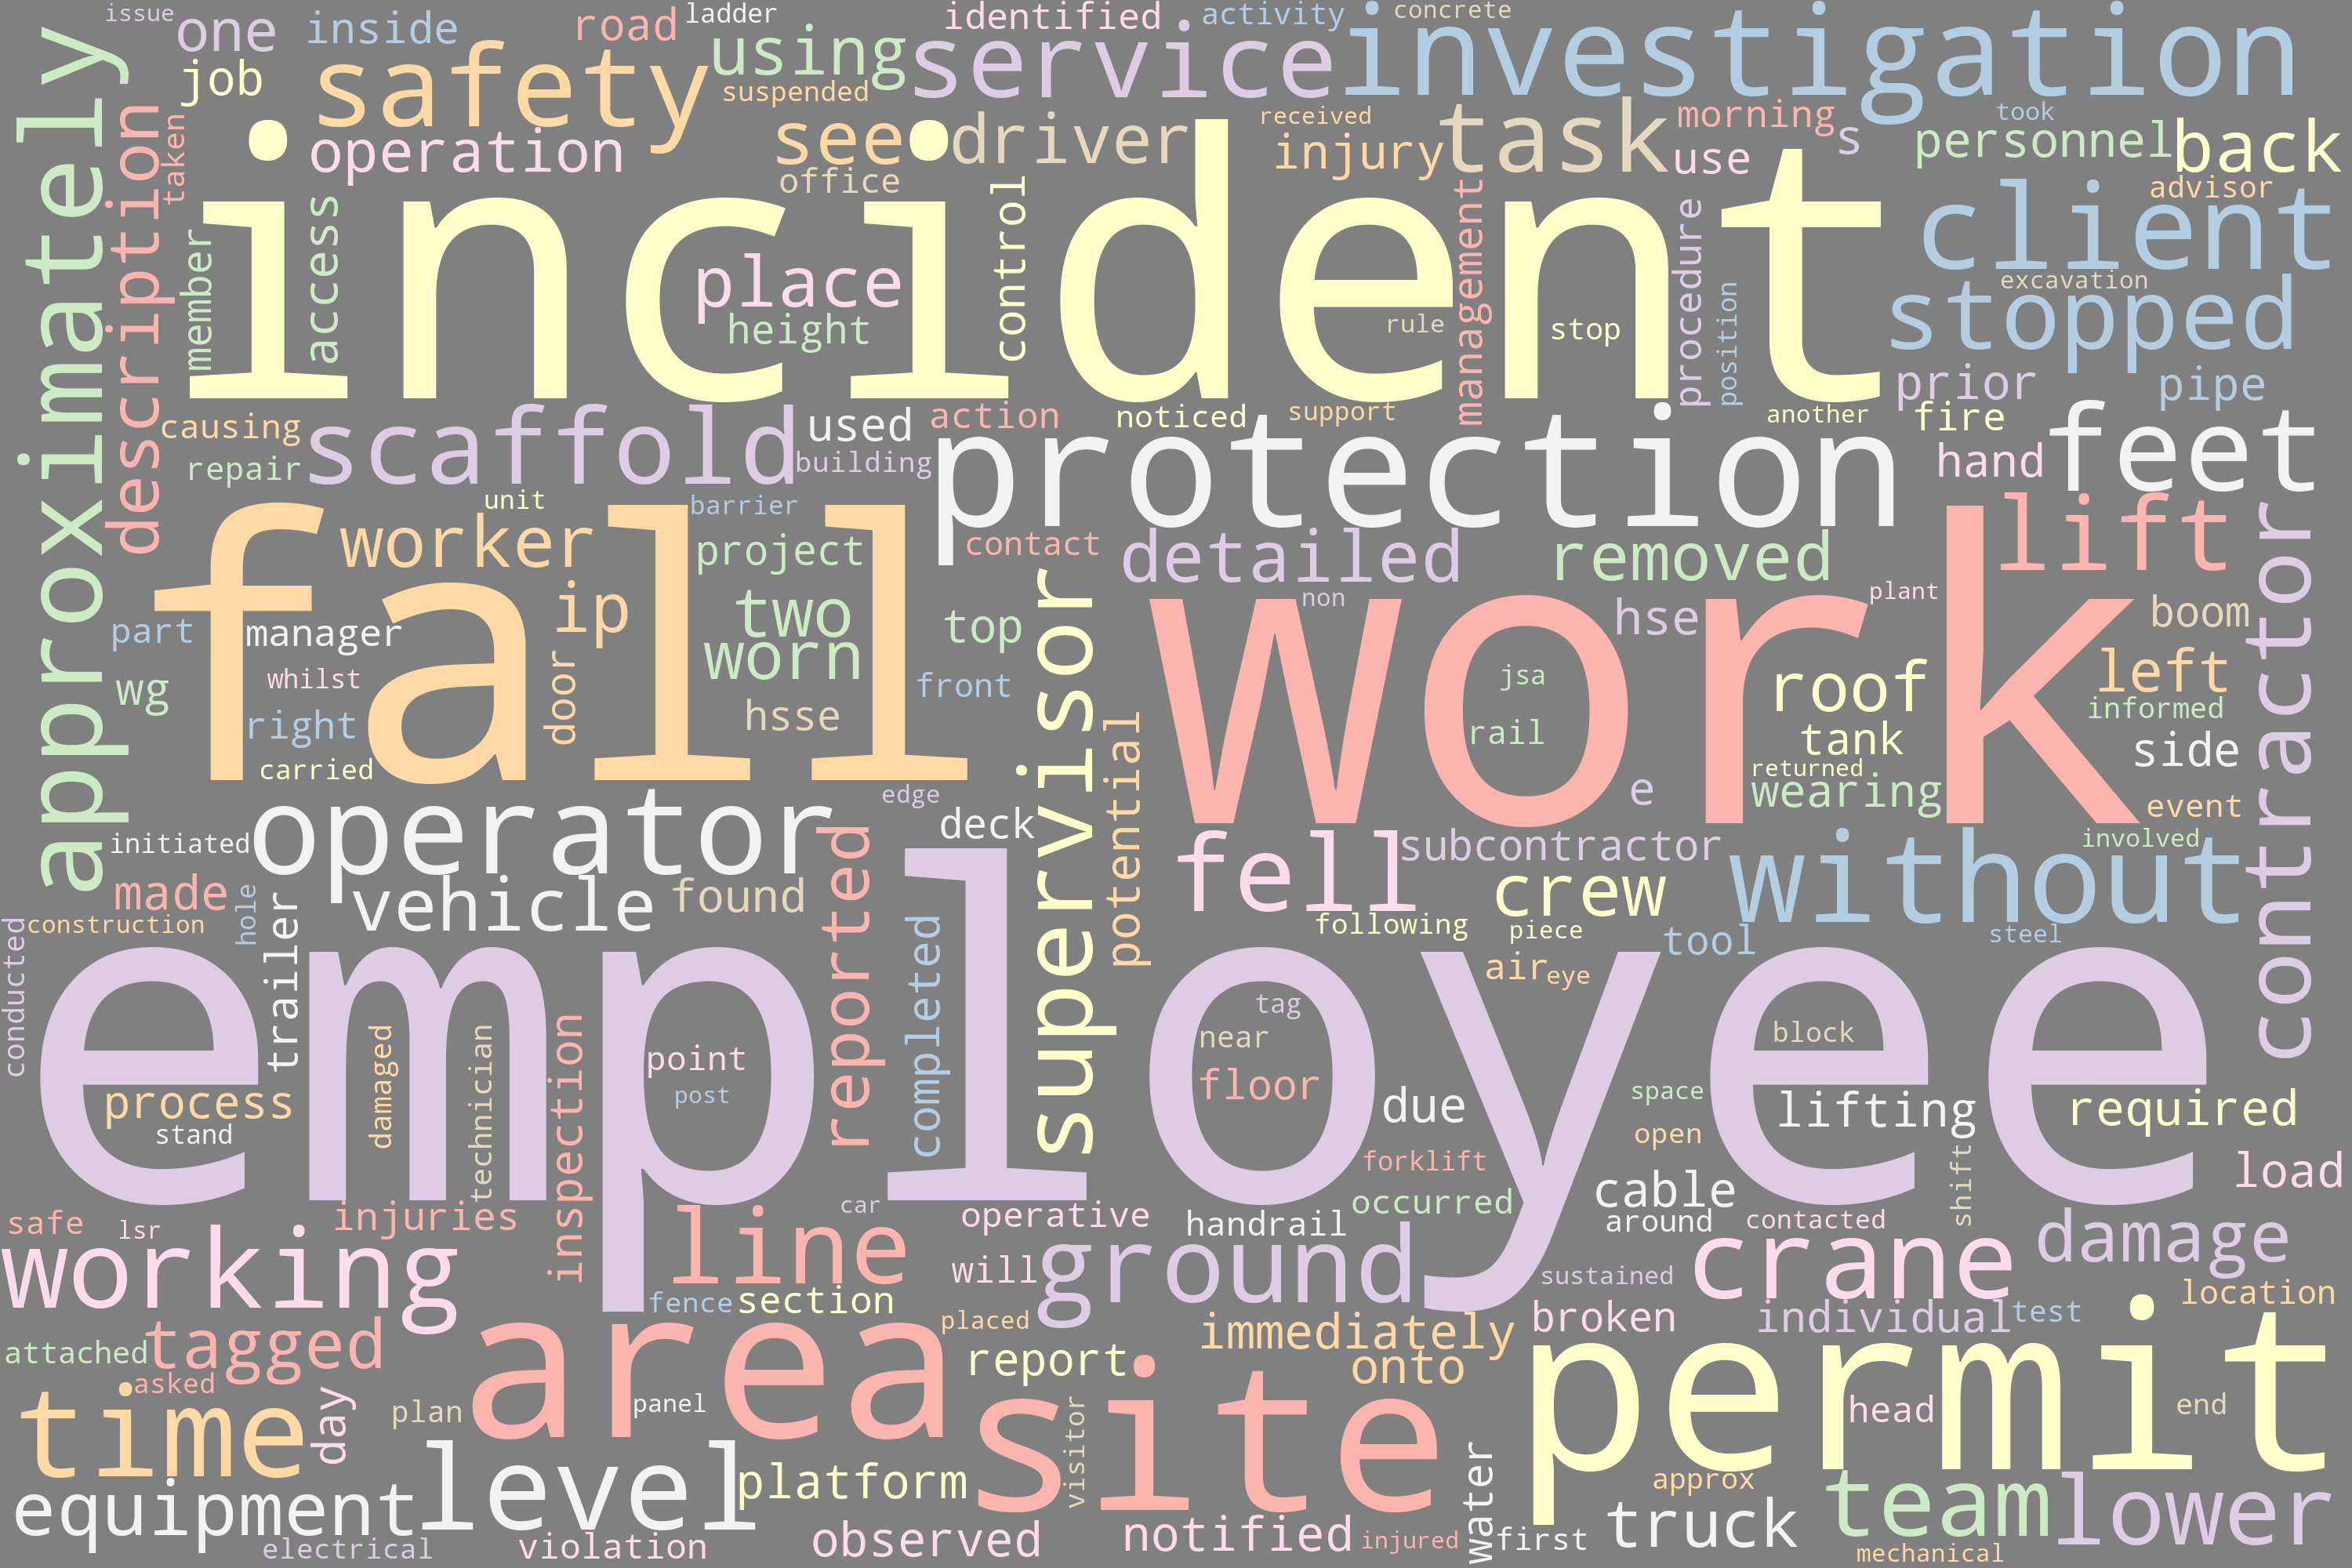 issue
one
inside
road
ladder
identified
activity
concrete
job
safety
using
service
investigation
suspended
description
taken
operation
see
driver
received
injury
task
morning
use
s
took
personnel
back
approximately
office
access
member
incident
control
management
procedure
client
advisor
place
height
rule
stop
position
excavation
stopped
causing
scaffold
used
action
noticed
support
another
prior
fire
pipe
repair
building
protection
hand
feet
unit
barrier
worker
project
contact
detailed
removed
lift
fall
ip
two
top
non
hse
plant
boom
contractor
part
manager
worn
supervisor
work
jsa
roof
left
wg
whilst
door
front
rail
tank
informed
right
hsse
potential
returned
side
carried
edge
e
wearing
event
initiated
operator
deck
fell
subcontractor
without
involved
made
vehicle
found
reported
crew
construction
hole
trailer
completed
following
piece
tool
steel
conducted
employee
air
eye
tag
near
block
point
floor
damaged
technician
inspection
post
process
stand
due
space
lifting
required
open
forklift
shift
load
safe
lsr
injuries
car
operative
occurred
cable
handrail
around
contacted
working
line
will
ground
crane
damage
sustained
fence
section
placed
broken
individual
test
location
attached
tagged
area
immediately
permit
asked
report
onto
time
day
plan
panel
site
visitor
head
end
level
platform
water
approx
equipment
observed
notified
injured
first
truck
team
lower
electrical
violation
mechanical